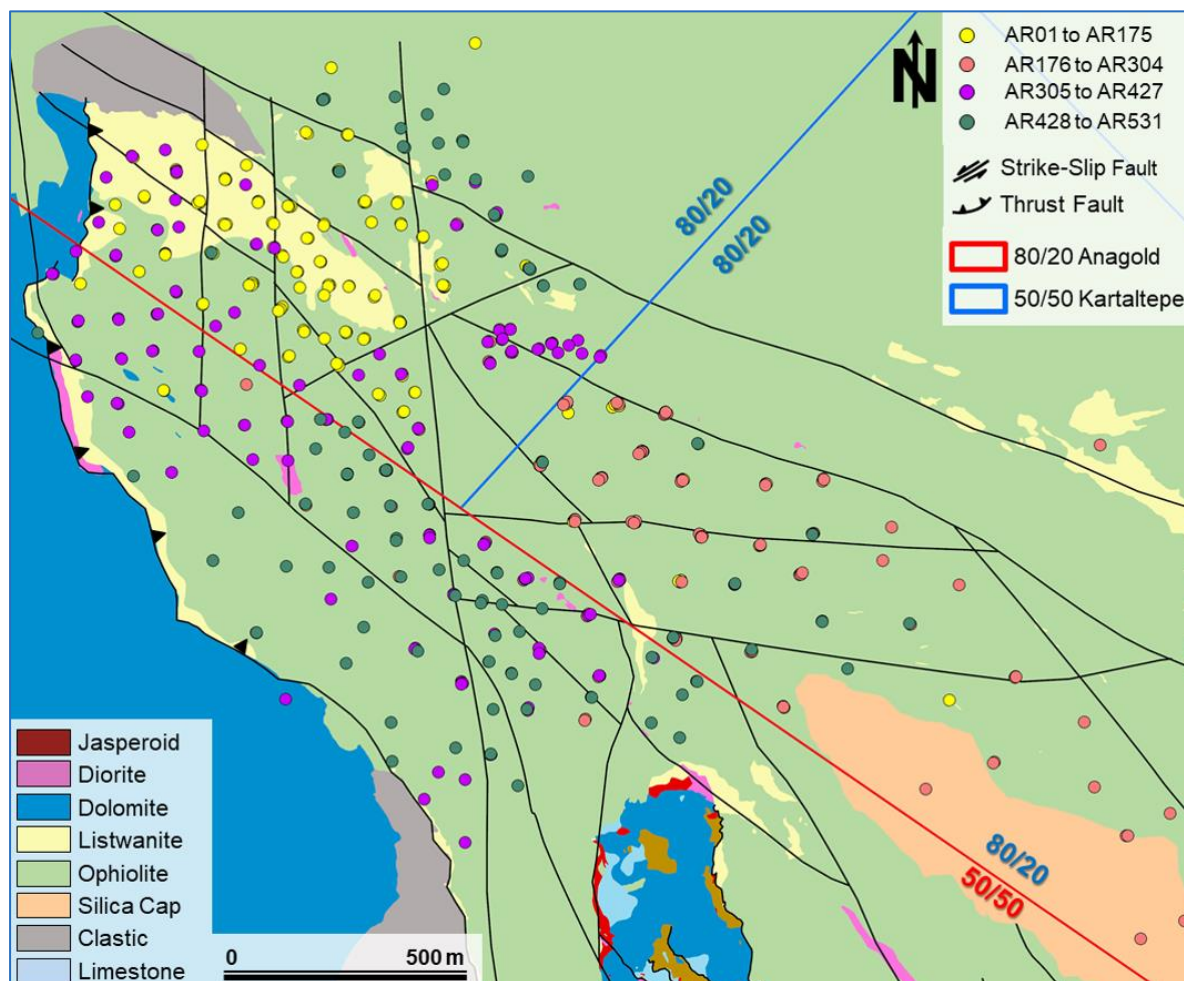 N
AR01 to AR175
AR176 to AR304
AR305 to AR427
AR428 to AR531
Strike-Slip Fault
Thrust Fault
80/20 Anagold
50/50 Kartaltepe
80/20
80/20
80/20
50/50
Jasperoid
Diorite
Dolomite
Listwanite
Ophiolite
Silica Cap
Clastic
Limestone
0 500 m